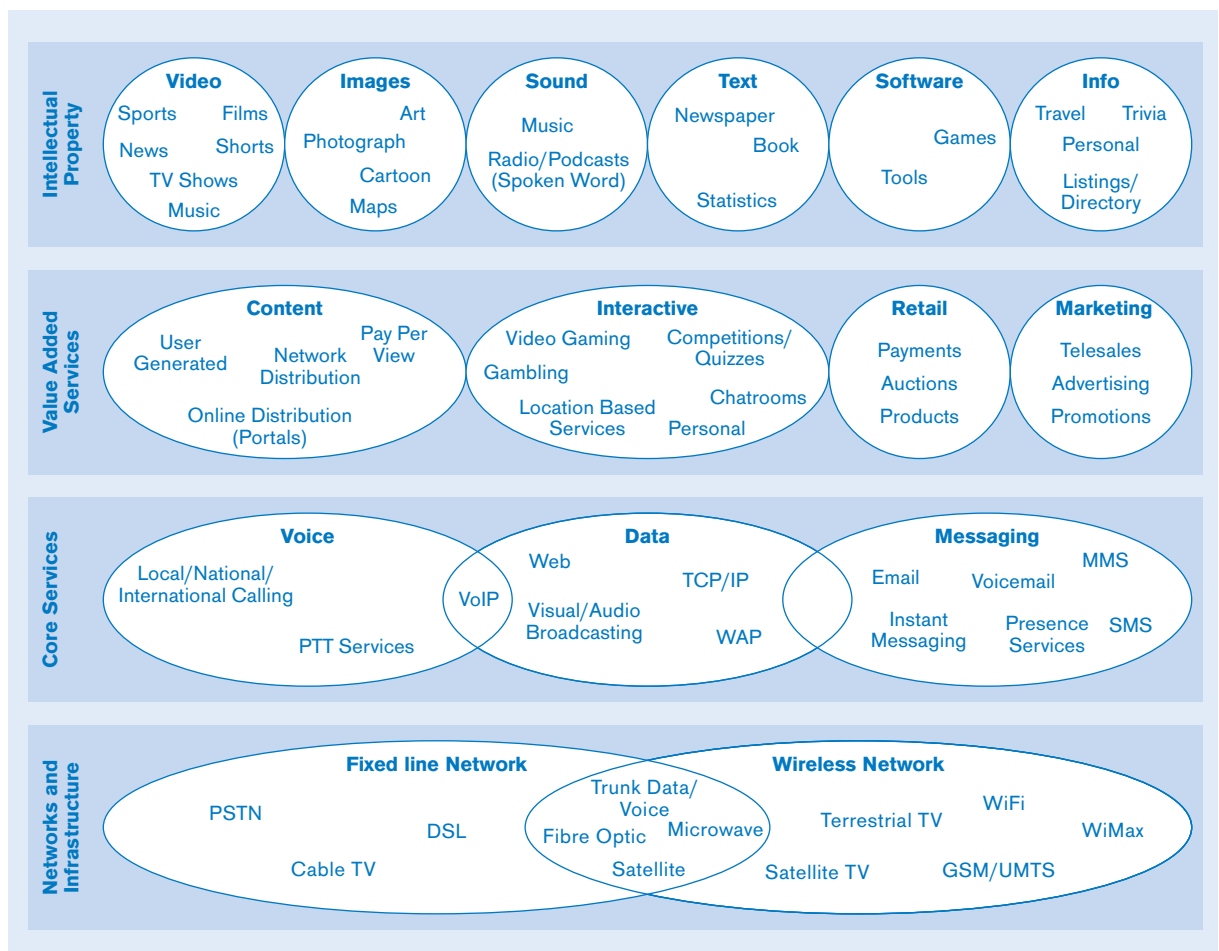 Intellectual
Property
Video
Sports
Films
News
Shorts
TV Shows
Music
Images
Art
Photograph
Cartoon
Maps
Sound
Music
Radio/Podcasts
(Spoken Word)
Text
Newspaper
Book
Statistics
Software
Games
Tools
Info
Travel
Trivia
Personal
Listings/
Directory
Value Added
Services
Content
User
Generated
Network
Distribution
Pay Per
View
Online Distribution
(Portals)
Interactive
Video Gaming
Competitions/
Quizzes
Gambling
Chatrooms
Location Based
Services
Personal
Retail
Payments
Auctions
Products
Marketing
Telesales
Advertising
Promotions
Core Services
Voice
Local/National/
International Calling
PTT Services
VoIP
Data
Web
TCP/IP
Visual/Audio
Broadcasting
WAP
Messaging
Email
Voicemail
MMS
Instant
Messaging
Presence
Services
SMS
Networks and
Infrastructure
Fixed line Network
PSTN
DSL
Cable TV
Trunk Data/
Voice
Fibre Optic
Microwave
Satellite
Wireless Network
Terrestrial TV
WiFi
WiMax
Satellite TV
GSM/UMTS